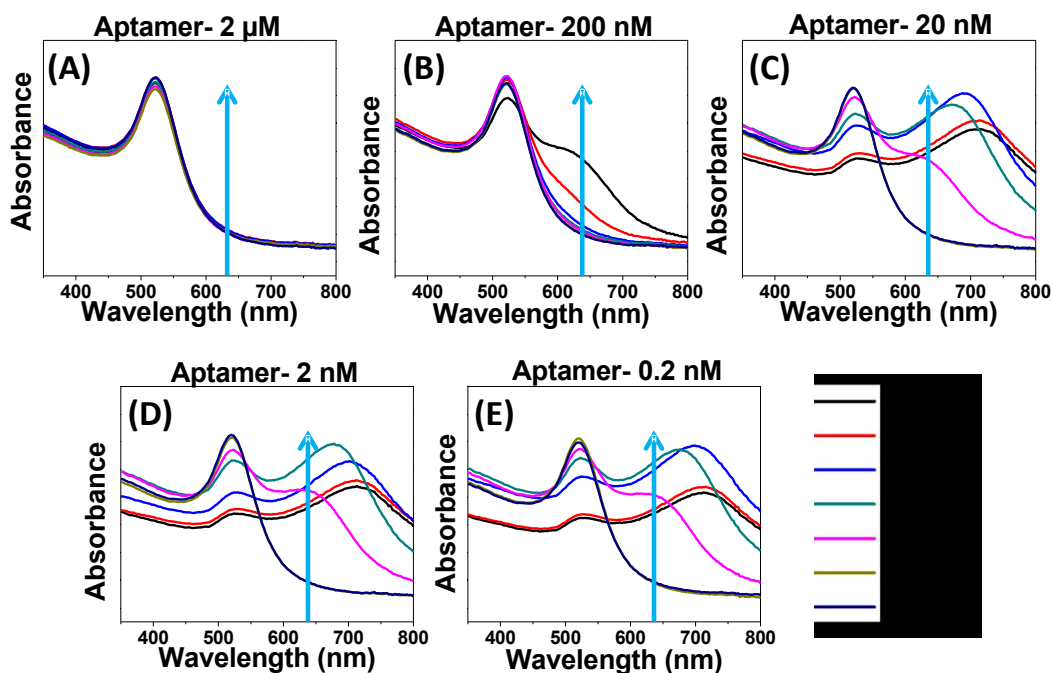 Aptamer- 2 µM
(A)
Absorbance
400 500 600 700 800
Wavelength (nm)
Aptamer- 200 nM
(B)
Absorbance
400 500 600 700 800
Wavelength (nm)
Aptamer- 20 nM
(C)
Absorbance
400 500 600 700 800
Wavelength (nm)
Aptamer- 2 nM
(D)
Absorbance
400 500 600 700 800
Wavelength (nm)
Aptamer- 0.2 nM
(E)
Absorbance
400 500 600 700 800
Wavelength (nm)